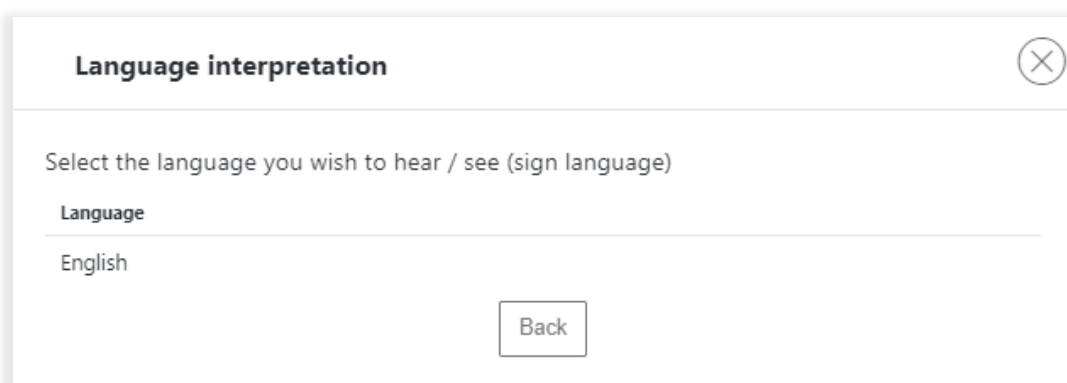 Language interpretation
Select the language you wish to hear / see (sign language)
Language
English
Back